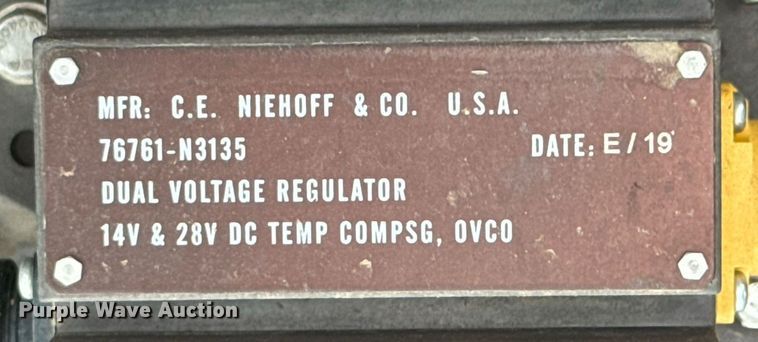 MFR: C.E. NIEHOFF & CO. U.S.A.
76761-N3135 DATE: E/19
DUAL VOLTAGE REGULATOR
14V & 28V DC TEMP COMPSG, OVCO
Purple Wave Auction